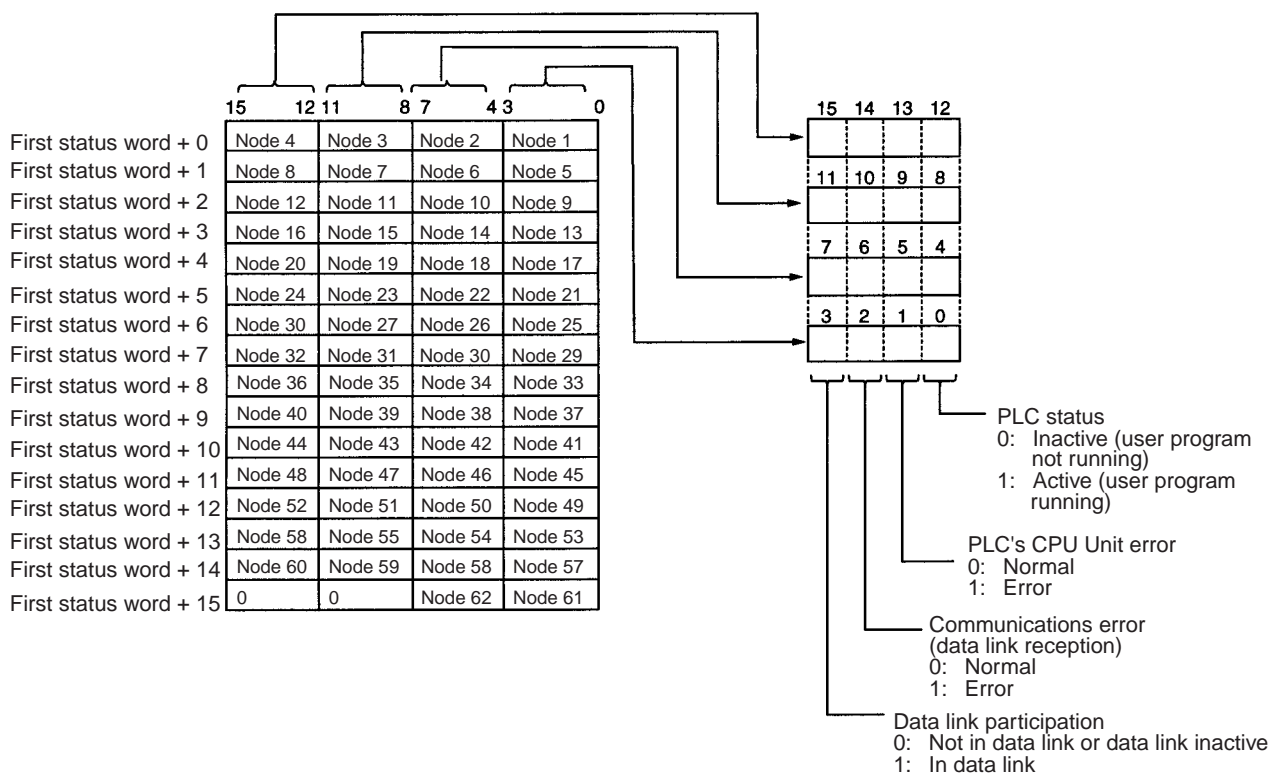 15 12 11 8 7 4 3 0
First status word + 0 Node 4 Node 3 Node 2 Node 1
First status word + 1 Node 8 Node 7 Node 6 Node 5
First status word + 2 Node 12 Node 11 Node 10 Node 9
First status word + 3 Node 16 Node 15 Node 14 Node 13
First status word + 4 Node 20 Node 19 Node 18 Node 17
First status word + 5 Node 24 Node 23 Node 22 Node 21
First status word + 6 Node 30 Node 27 Node 26 Node 25
First status word + 7 Node 32 Node 31 Node 30 Node 29
First status word + 8 Node 36 Node 35 Node 34 Node 33
First status word + 9 Node 40 Node 39 Node 38 Node 37
First status word + 10 Node 44 Node 43 Node 42 Node 41
First status word + 11 Node 48 Node 47 Node 46 Node 45
First status word + 12 Node 52 Node 51 Node 50 Node 49
First status word + 13 Node 58 Node 55 Node 54 Node 53
First status word + 14 Node 60 Node 59 Node 58 Node 57
First status word + 15 0 0 Node 62 Node 61
15 14 13 12
11 10 9 8
7 6 5 4
3 2 1 0
PLC status
0: Inactive (user program
not running)
1: Active (user program
running)
PLC's CPU Unit error
0: Normal
1: Error
Communications error
(data link reception)
0: Normal
1: Error
Data link participation
0: Not in data link or data link inactive
1: In data link